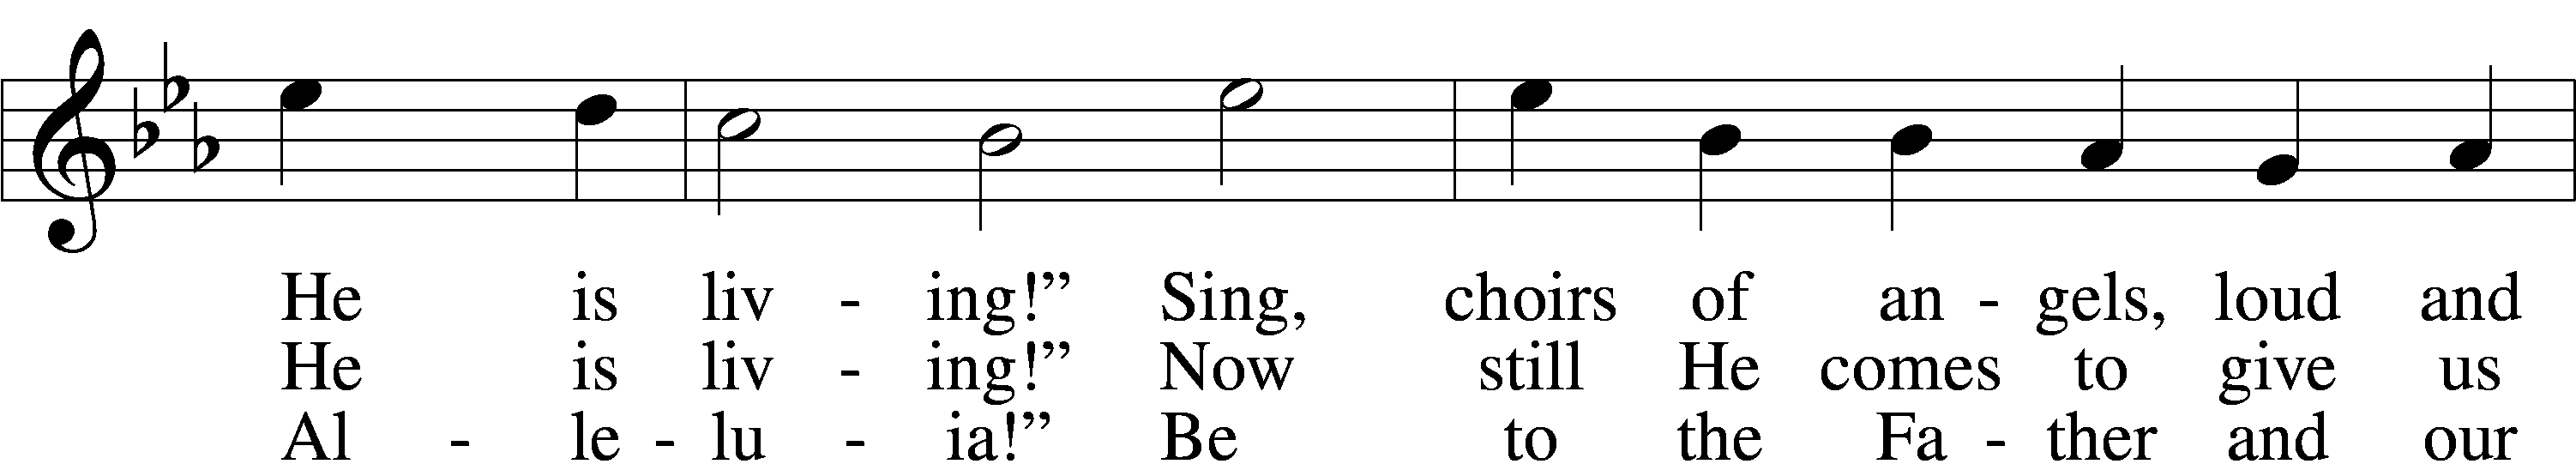 He is liv - ing!” Sing, choirs of an - gels, loud and
He is liv - ing!” Now still He comes to give us
Al - le - lu - ia!” Be to the Fa - ther and our